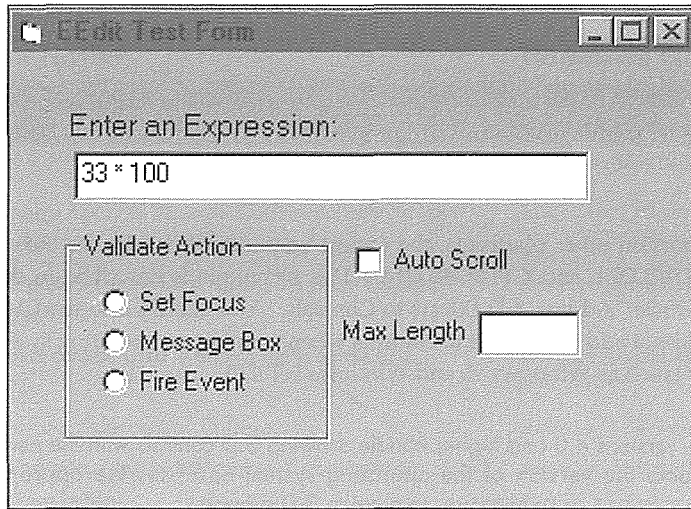 EEdit Test Form
Enter an Expression:
33 * 100
Validate Action
Auto Scroll
Set Focus
Message Box
Max Length
Fire Event